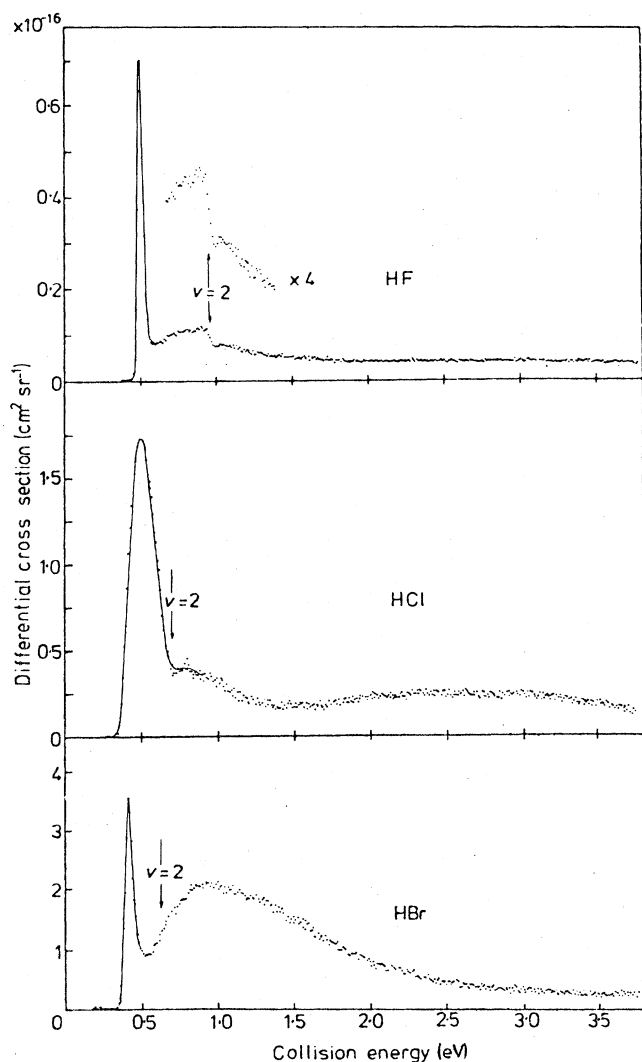 ×10⁻¹⁶
0·6
0·4
0·2
0
v=2
×4
HF
Differential cross section (cm² sr⁻¹)
1·5
1·0
0·5
0
v=2
HCl
4
3
2
1
0
v=2
HBr
0·5 1·0 1·5 2·0 2·5 3·0 3·5
Collision energy (eV)